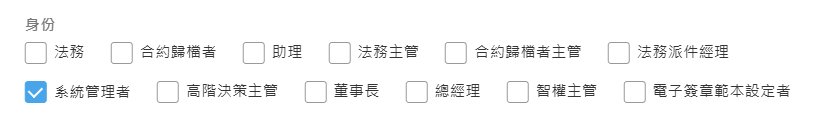 身份
法務 合約歸檔者 助理 法務主管 合約歸檔者主管 法務派件經理
系統管理者 高階決策主管 董事長 總經理 智權主管 電子簽章範本設定者